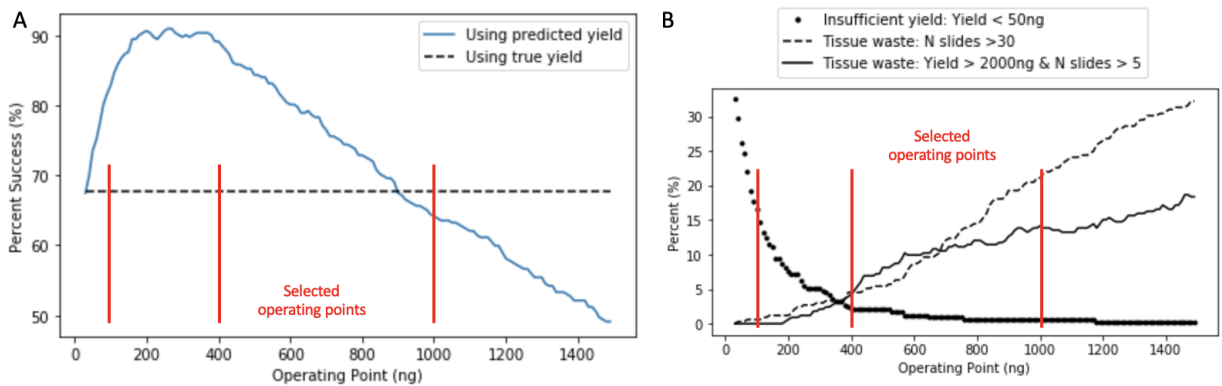 A
Using predicted yield
Using true yield
Percent Success (%)
90
80
70
60
50
Selected
operating points
0 200 400 600 800 1000 1200 1400
Operating Point (ng)
B
Insufficient yield: Yield < 50ng
Tissue waste: N slides >30
Tissue waste: Yield > 2000ng & N slides > 5
Percent (%)
30
25
20
15
10
5
0
Selected
operating points
0 200 400 600 800 1000 1200 1400
Operating Point (ng)